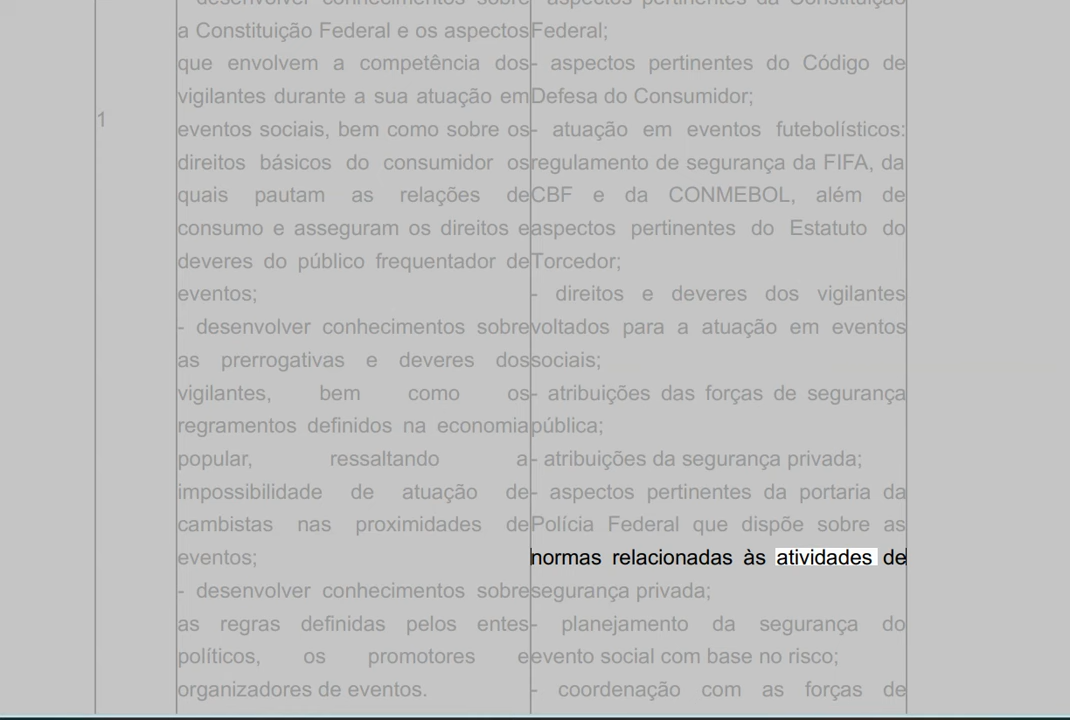 1
- desenvolver conhecimentos sobre
a Constituição Federal e os aspectos
que envolvem a competência dos
vigilantes durante a sua atuação em
eventos sociais, bem como sobre os
direitos básicos do consumidor os
quais pautam as relações de
consumo e asseguram os direitos e
deveres do público frequentador de
eventos;
- desenvolver conhecimentos sobre
as prerrogativas e deveres dos
vigilantes, bem como os
regramentos definidos na economia
popular, ressaltando a
impossibilidade de atuação de
cambistas nas proximidades de
eventos;
- desenvolver conhecimentos sobre
as regras definidas pelos entes
políticos, os promotores e
organizadores de eventos.
- aspectos pertinentes da Constituição
Federal;
- aspectos pertinentes do Código de
Defesa do Consumidor;
- atuação em eventos futebolísticos:
regulamento de segurança da FIFA, da
CBF e da CONMEBOL, além de
aspectos pertinentes do Estatuto do
Torcedor;
- direitos e deveres dos vigilantes
voltados para a atuação em eventos
sociais;
- atribuições das forças de segurança
pública;
- atribuições da segurança privada;
- aspectos pertinentes da portaria da
Polícia Federal que dispõe sobre as
normas relacionadas às atividades de
segurança privada;
- planejamento da segurança do
evento social com base no risco;
- coordenação com as forças de